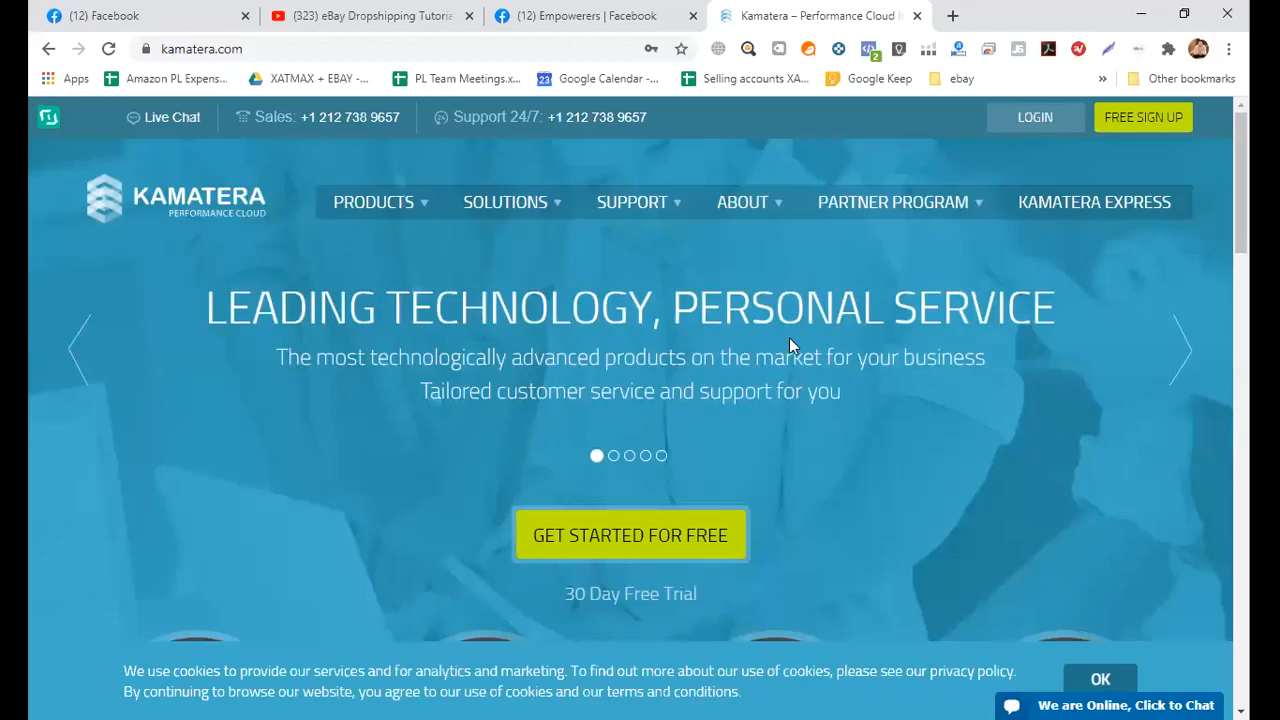 (12) Facebook
(323) eBay Dropshipping Tutoria
(12) Empowerers | Facebook
Kamatera – Performance Cloud In
kamatera.com
2
Apps
Amazon PL Expens...
XATMAX + EBAY -...
PL Team Meetings.x...
23
Google Calendar -...
Selling accounts XA...
Google Keep
ebay
»
Other bookmarks
Live Chat
Sales: +1 212 738 9657
Support 24/7: +1 212 738 9657
LOGIN
FREE SIGN UP
KAMATERA
PERFORMANCE CLOUD
PRODUCTS
SOLUTIONS
SUPPORT
ABOUT
PARTNER PROGRAM
KAMATERA EXPRESS
LEADING TECHNOLOGY, PERSONAL SERVICE
The most technologically advanced products on the market for your business
Tailored customer service and support for you
GET STARTED FOR FREE
30 Day Free Trial
We use cookies to provide our services and for analytics and marketing. To find out more about our use of cookies, please see our privacy policy.
By continuing to browse our website, you agree to our use of cookies and our terms and conditions.
OK
We are Online, Click to Chat